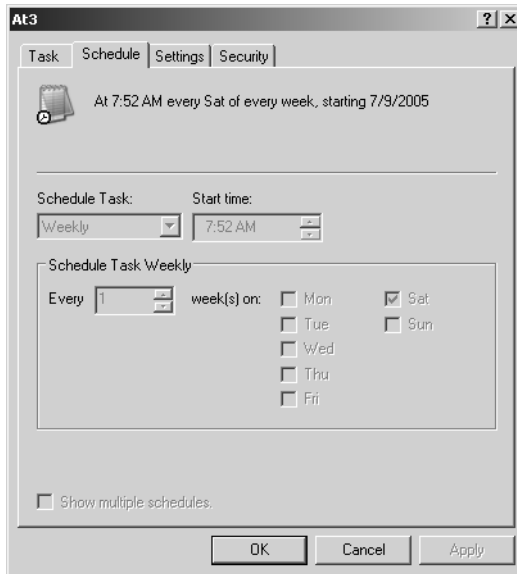 At3
Task Schedule Settings Security
At 7:52 AM every Sat of every week, starting 7/9/2005
Schedule Task: Start time:
Weekly 7:52 AM
Schedule Task Weekly
Every 1 week(s) on: Mon Sat
Tue Sun
Wed
Thu
Fri
Show multiple schedules.
OK Cancel Apply